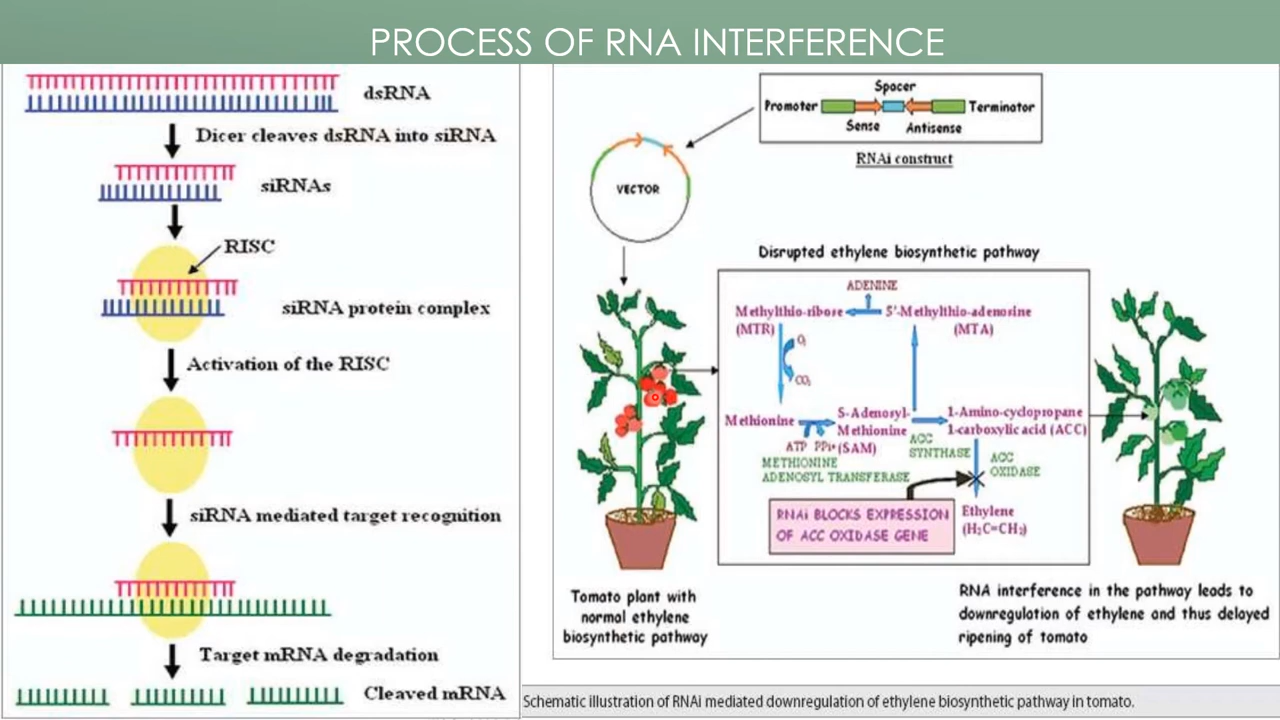 PROCESS OF RNA INTERFERENCE
dsRNA
Dicer cleaves dsRNA into siRNA
siRNAs
RISC
siRNA protein complex
Activation of the RISC
siRNA mediated target recognition
Target mRNA degradation
Cleaved mRNA
Spacer
Promoter
Terminator
Sense
Antisense
RNAi construct
VECTOR
Disrupted ethylene biosynthetic pathway
ADENINE
Methylthio-ribose
(MTR)
5'-Methylthio-adenosine
(MTA)
O₂
CO₂
Methionine
S-Adenosyl-
Methionine
(SAM)
1-Amino-cyclopropane
1-carboxylic acid (ACC)
ATP PPi+
METHIONINE
ADENOSYL TRANSFERASE
ACC
SYNTHASE
ACC
OXIDASE
RNAi BLOCKS EXPRESSION
OF ACC OXIDASE GENE
Ethylene
(H₂C=CH₂)
Tomato plant with
normal ethylene
biosynthetic pathway
RNA interference in the pathway leads to
downregulation of ethylene and thus delayed
ripening of tomato
Schematic illustration of RNAi mediated downregulation of ethylene biosynthetic pathway in tomato.